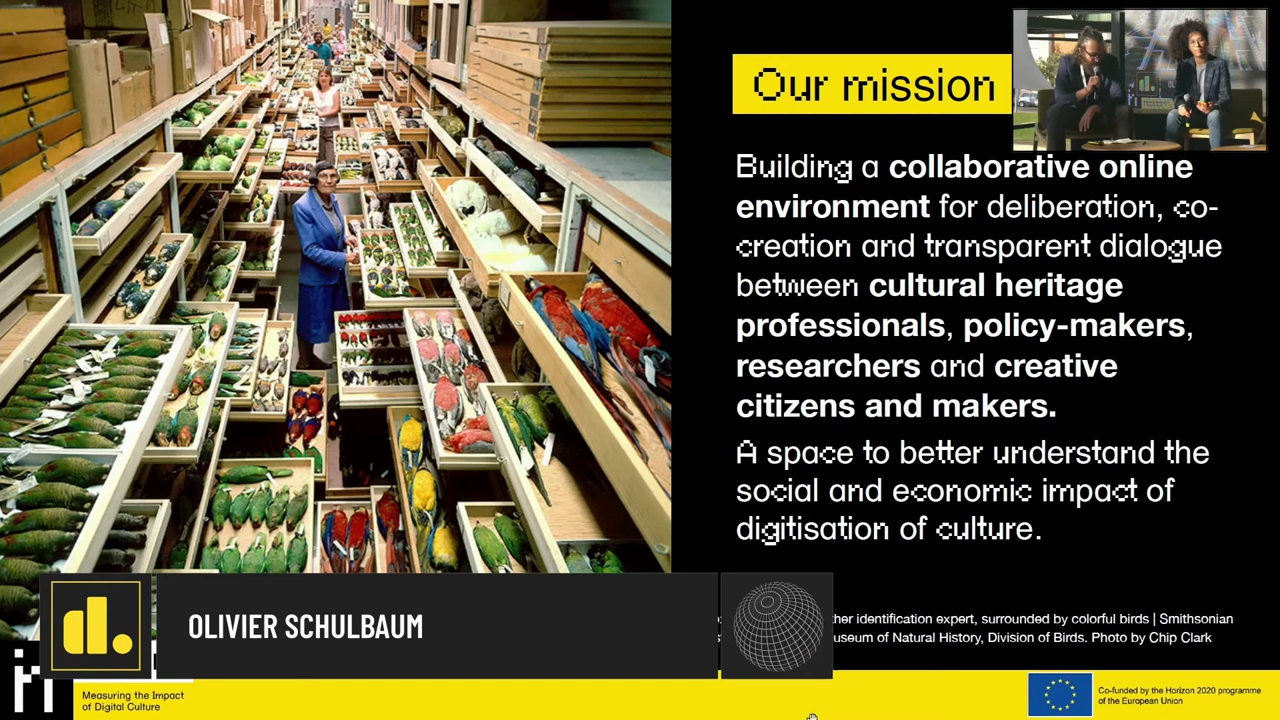 Our mission
Building a collaborative online
environment for deliberation, co-
creation and transparent dialogue
between cultural heritage
professionals, policy-makers,
researchers and creative
citizens and makers.
A space to better understand the
social and economic impact of
digitisation of culture.
identification expert, surrounded by colorful birds | Smithsonian
of Natural History, Division of Birds. Photo by Chip Clark
dl.
OLIVIER SCHULBAUM
Measuring the Impact
of Digital Culture
Co-funded by the Horizon 2020 programme
of the European Union